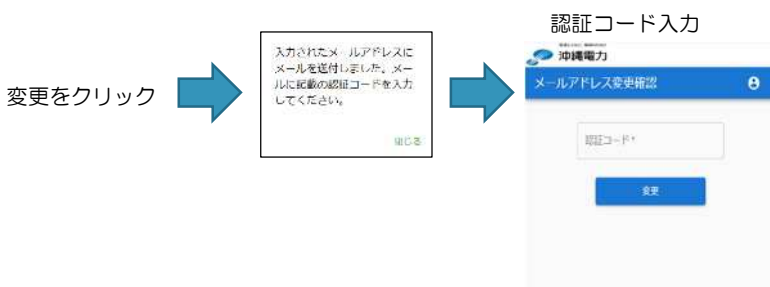 認証コード入力
沖縄電力
変更をクリック
入力されたメールアドレスに
メールを送付しました。メー
ルに記載の認証コードを入力
してください。
閉じる
メールアドレス変更確認
認証コード*
変更